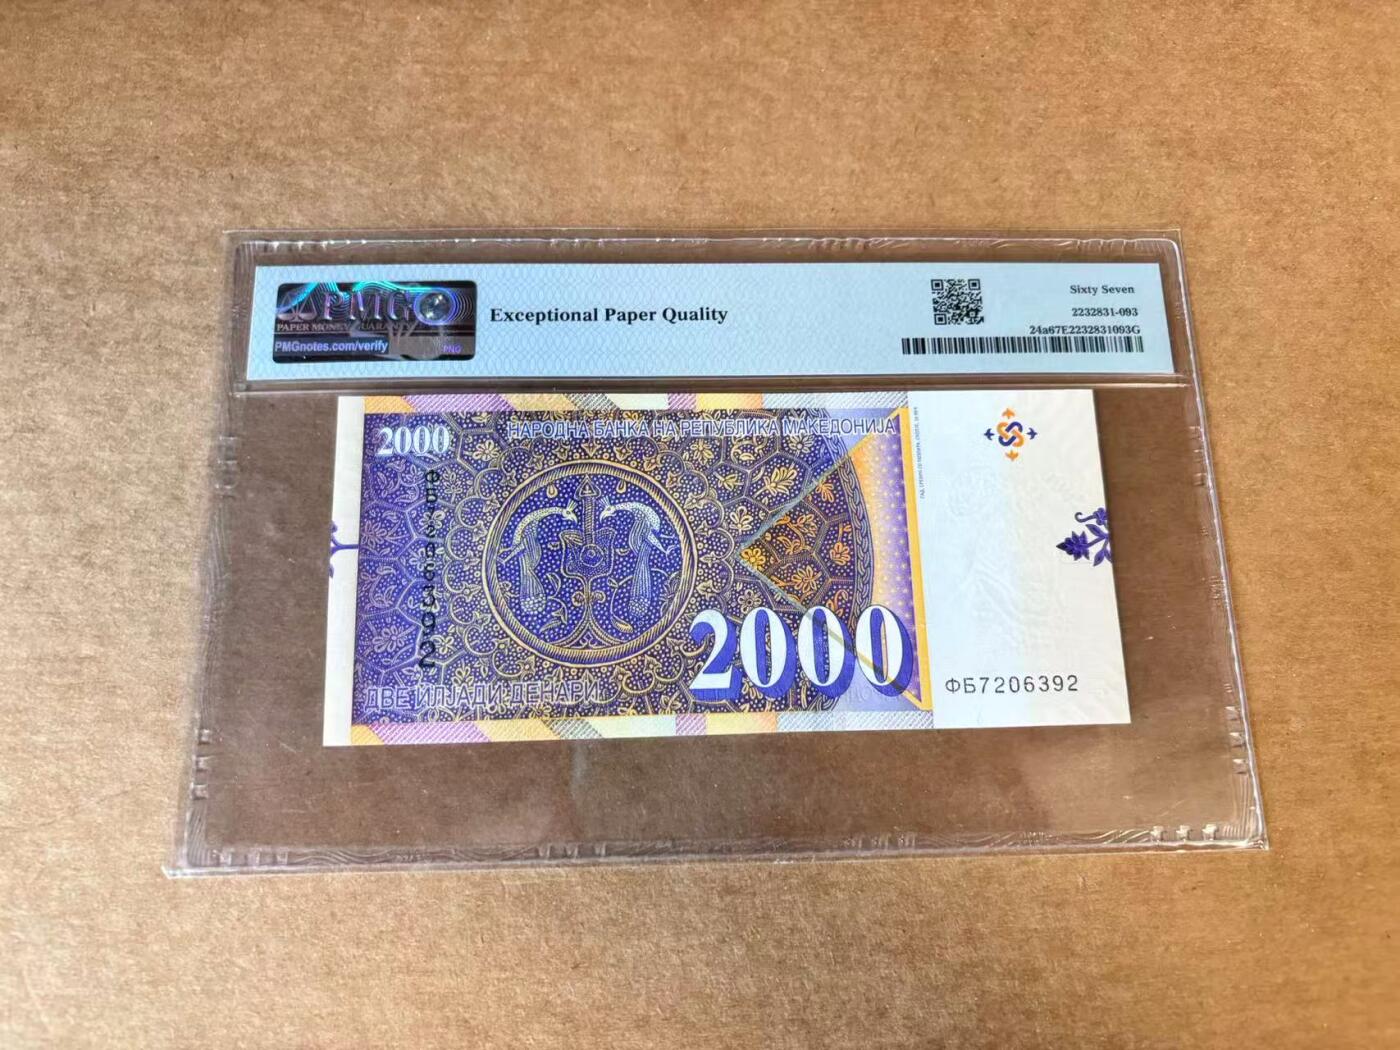 PMG
PAPER MONEY GUARANTY
PMGnotes.com/verify
PNG
Exceptional Paper Quality
Sixty Seven
2232831-093
24a67E2232831093G
2000
НАРОДНА БАНКА НА РЕПУБЛИКА МАКЕДОНИЈА
2000
ДВЕ ИЛЈАДИ ДЕНАРИ
ФБ7206392